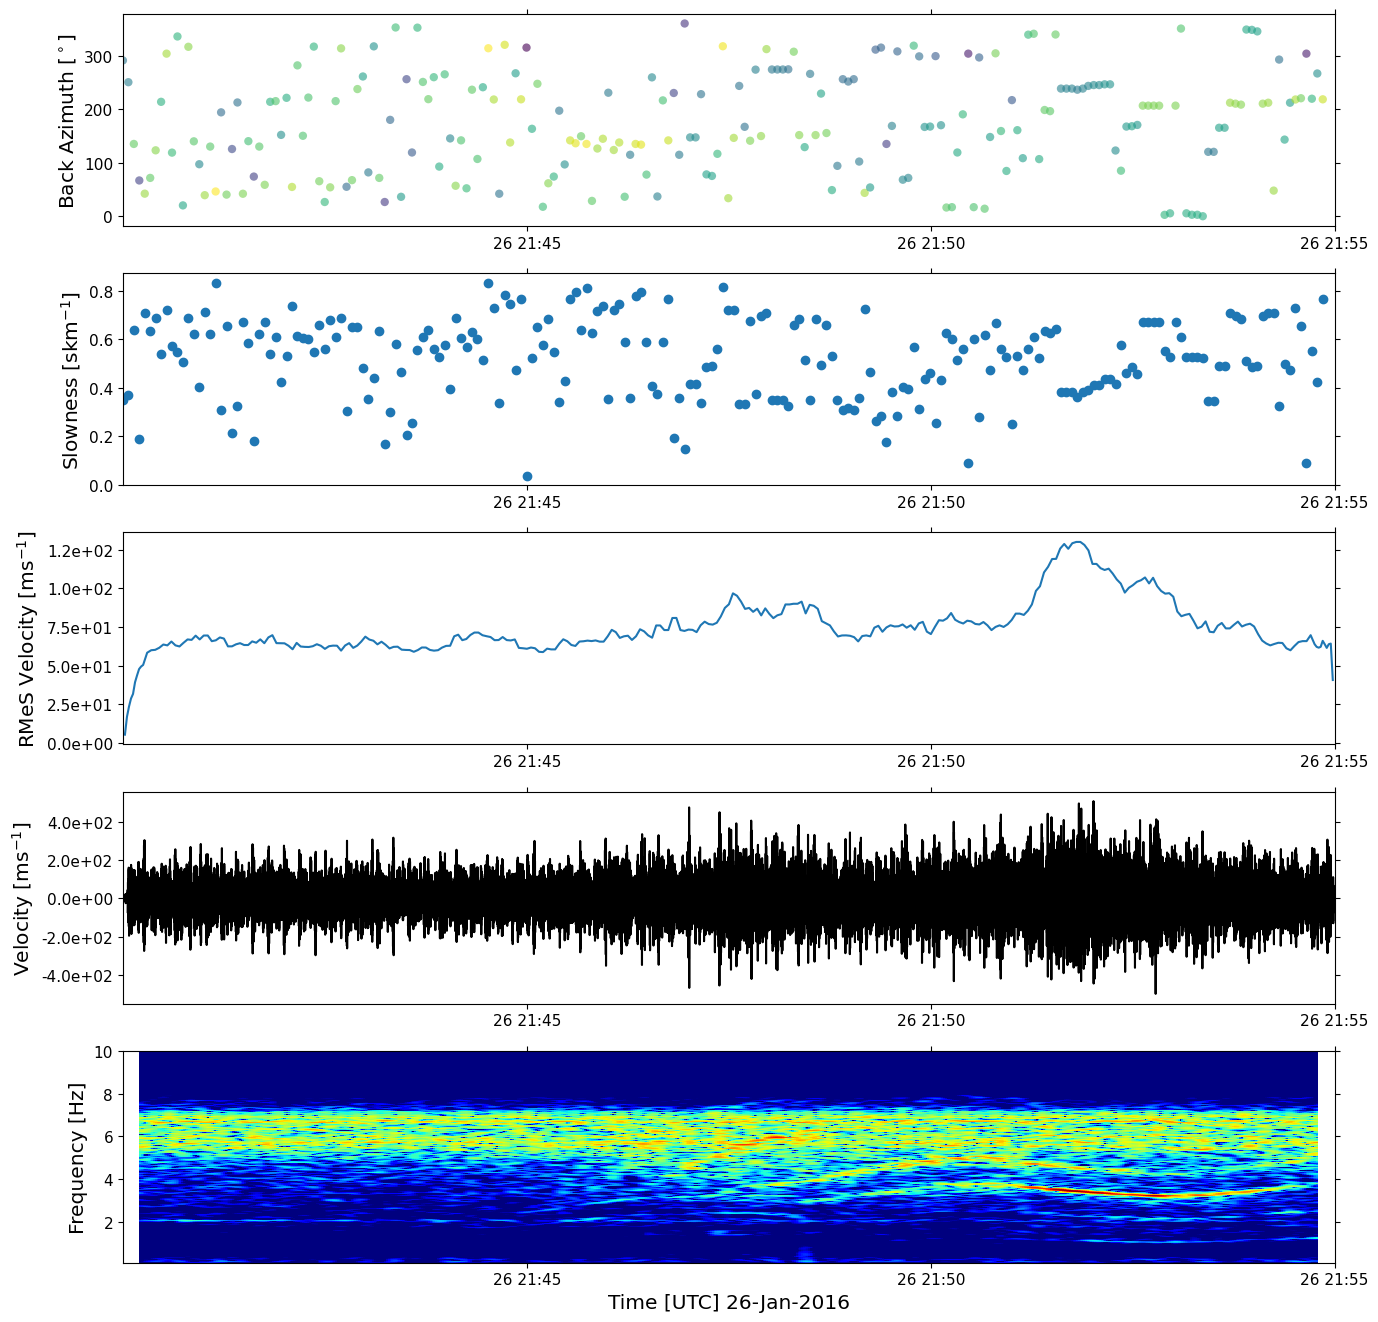 Back Azimuth [°]
300
200
100
0
26 21:45
26 21:50
26 21:55
Slowness [skm⁻¹]
0.8
0.6
0.4
0.2
0.0
26 21:45
26 21:50
26 21:55
RMeS Velocity [ms⁻¹]
1.2e+02
1.0e+02
7.5e+01
5.0e+01
2.5e+01
0.0e+00
26 21:45
26 21:50
26 21:55
Velocity [ms⁻¹]
4.0e+02
2.0e+02
0.0e+00
-2.0e+02
-4.0e+02
26 21:45
26 21:50
26 21:55
Frequency [Hz]
10
8
6
4
2
26 21:45
26 21:50
26 21:55
Time [UTC] 26-Jan-2016